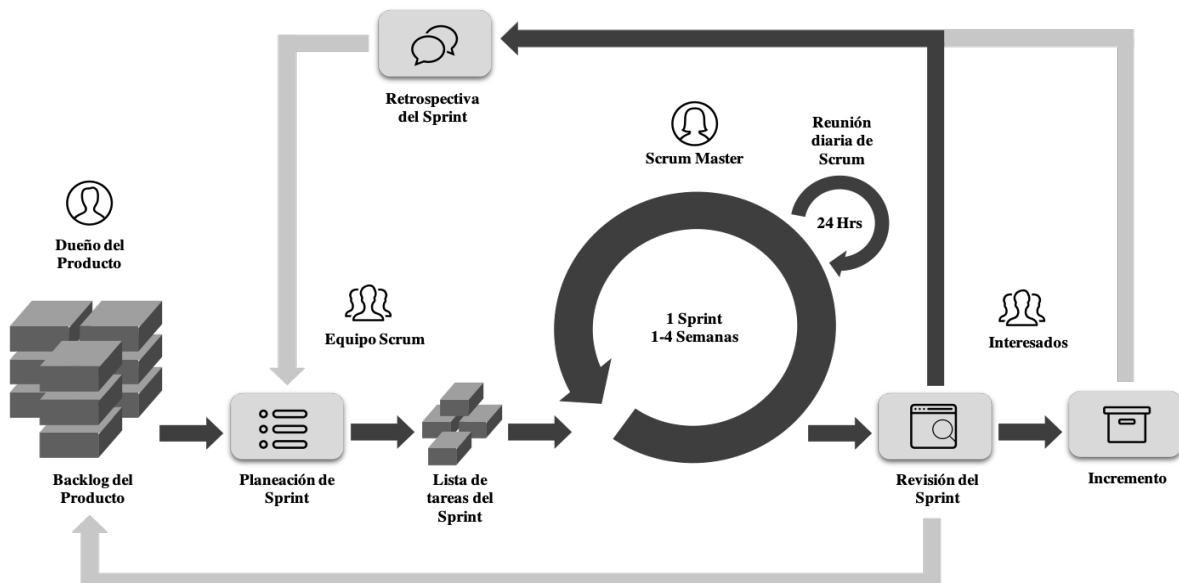 Retrospectiva
del Sprint
Scrum Master
Reunión
diaria de
Scrum
24 Hrs
Dueño del
Producto
Equipo Scrum
1 Sprint
1-4 Semanas
Interesados
Backlog del
Producto
Planeación de
Sprint
Lista de
tareas del
Sprint
Revisión del
Sprint
Incremento